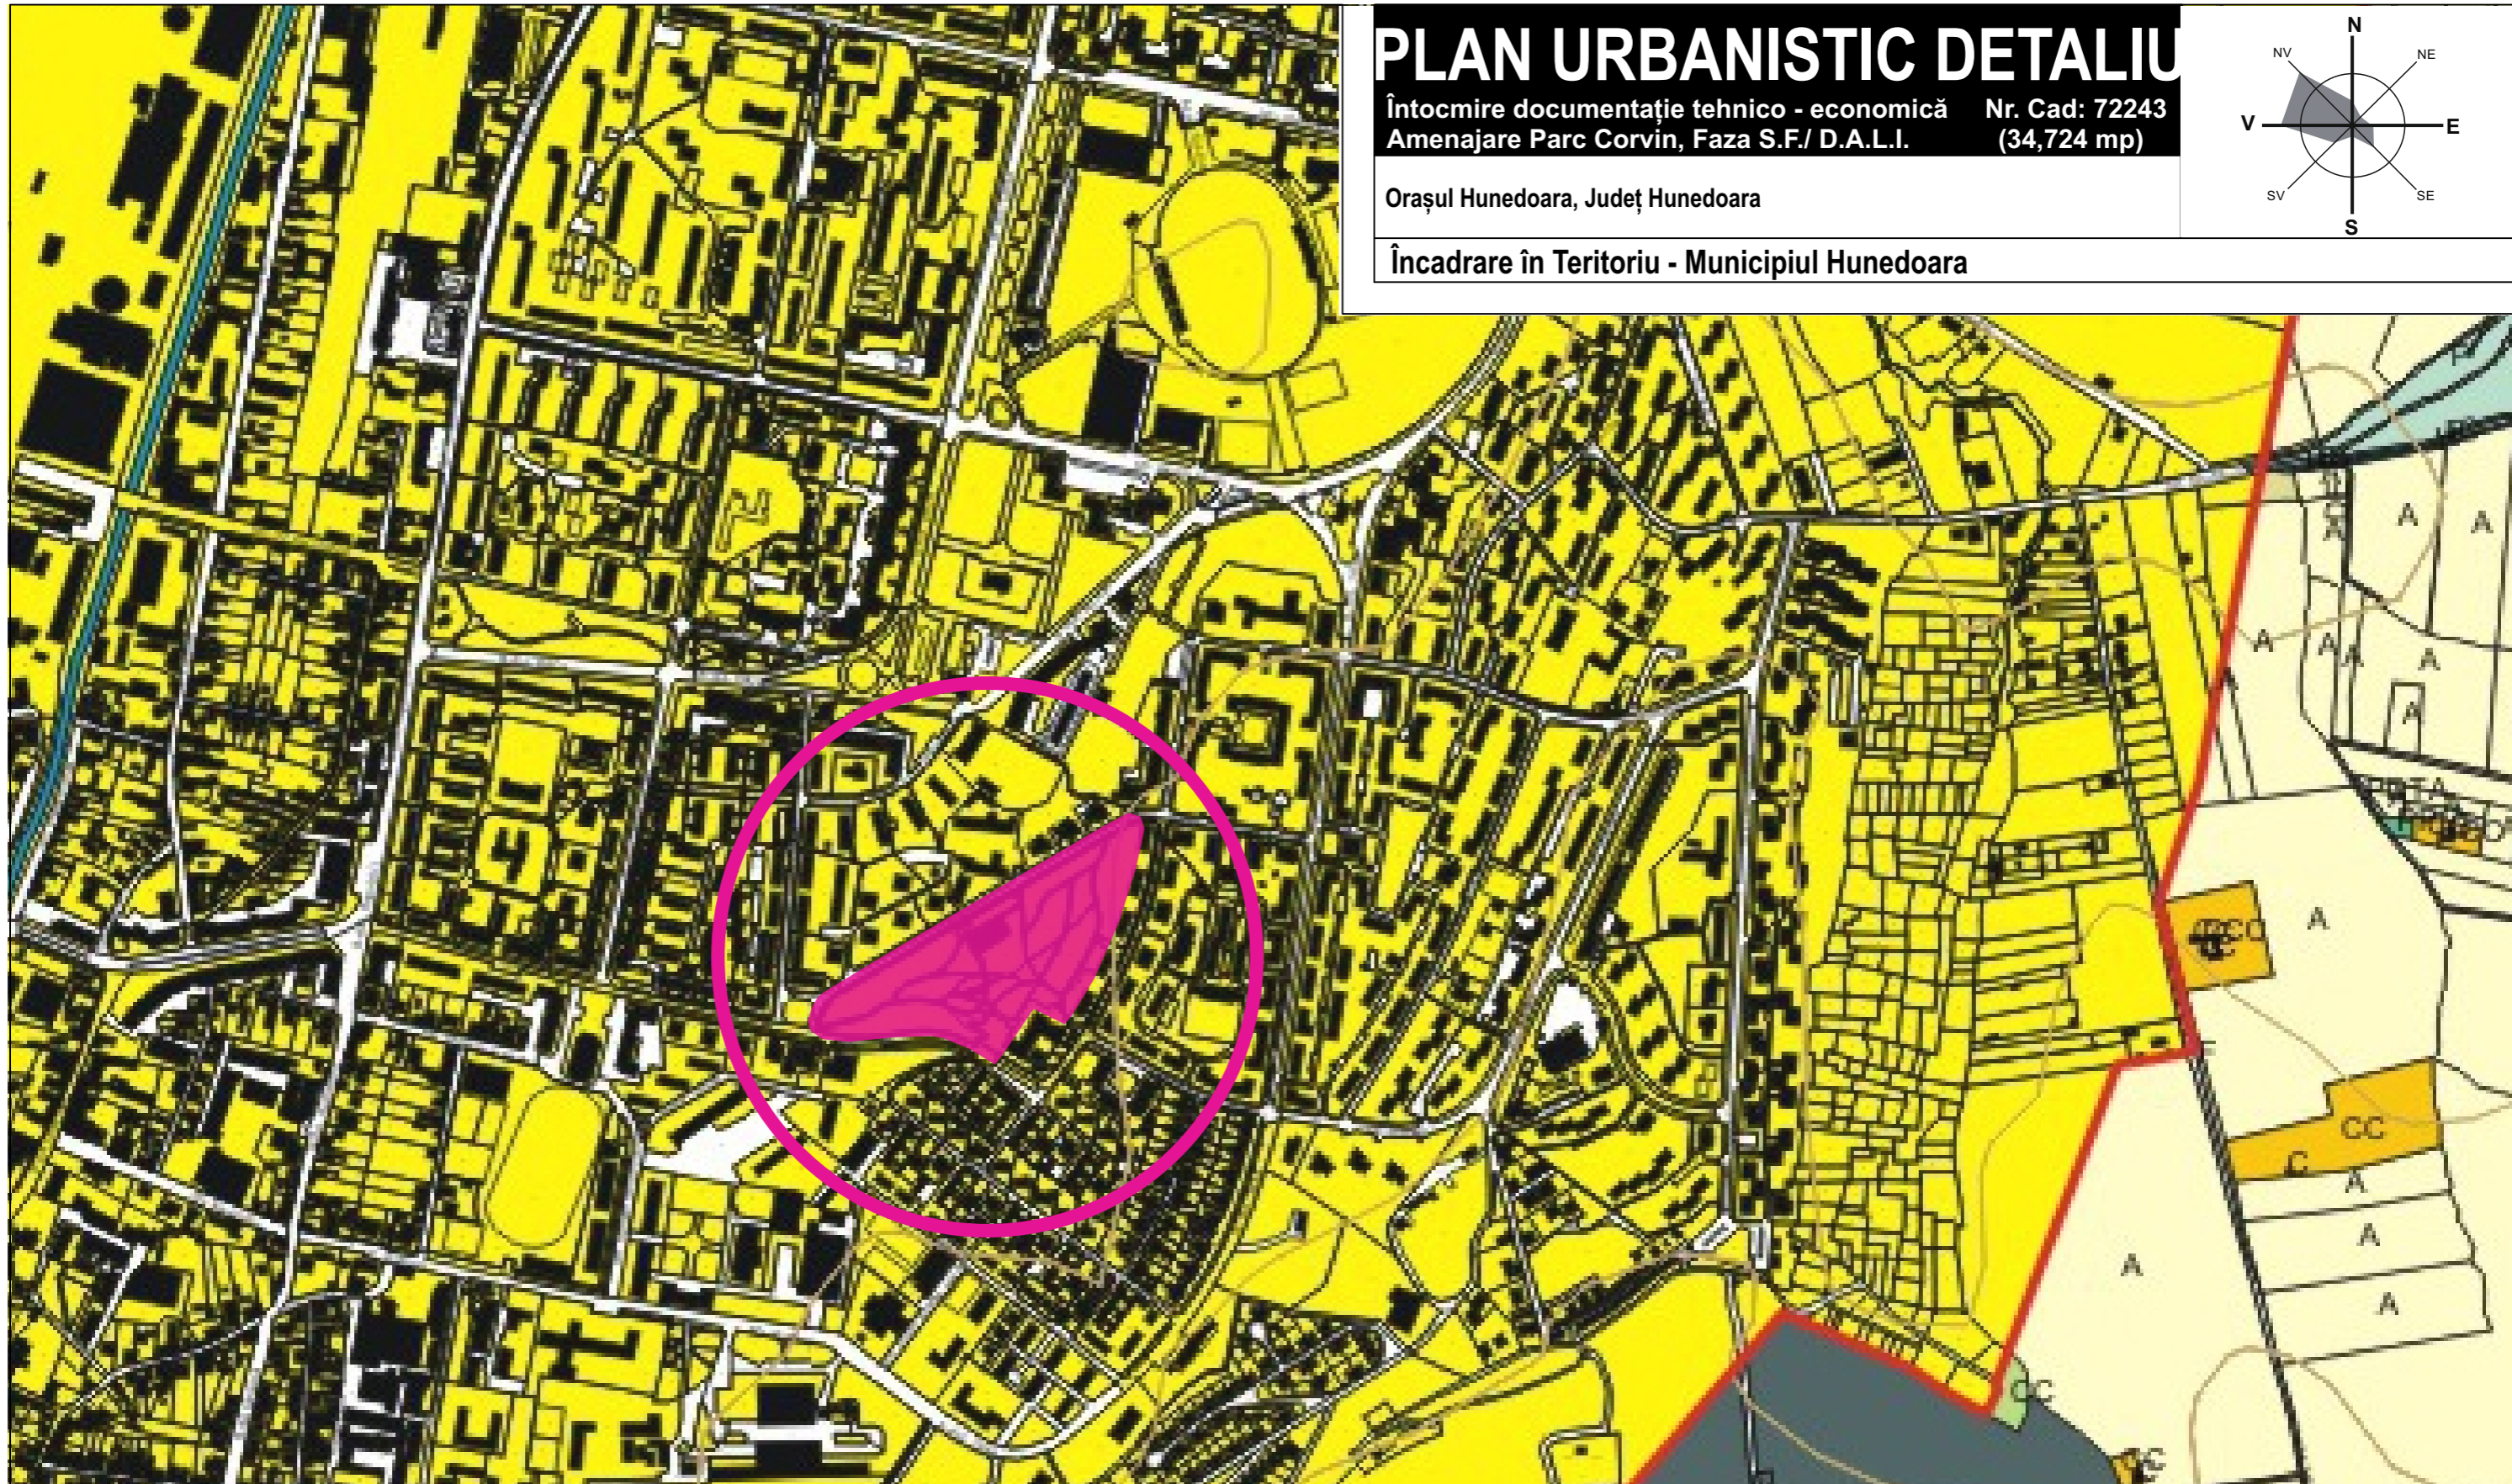 PLAN URBANISTIC DETALIU
Întocmire documentație tehnico - economică Nr. Cad: 72243
Amenajare Parc Corvin, Faza S.F./ D.A.L.I. (34,724 mp)
Orașul Hunedoara, Județ Hunedoara
Încadrare în Teritoriu - Municipiul Hunedoara
N
NV NE
V E
SV SE
S
A
A
A
A
A
A
A
A
A
CC
C
A
A
A
A
CC